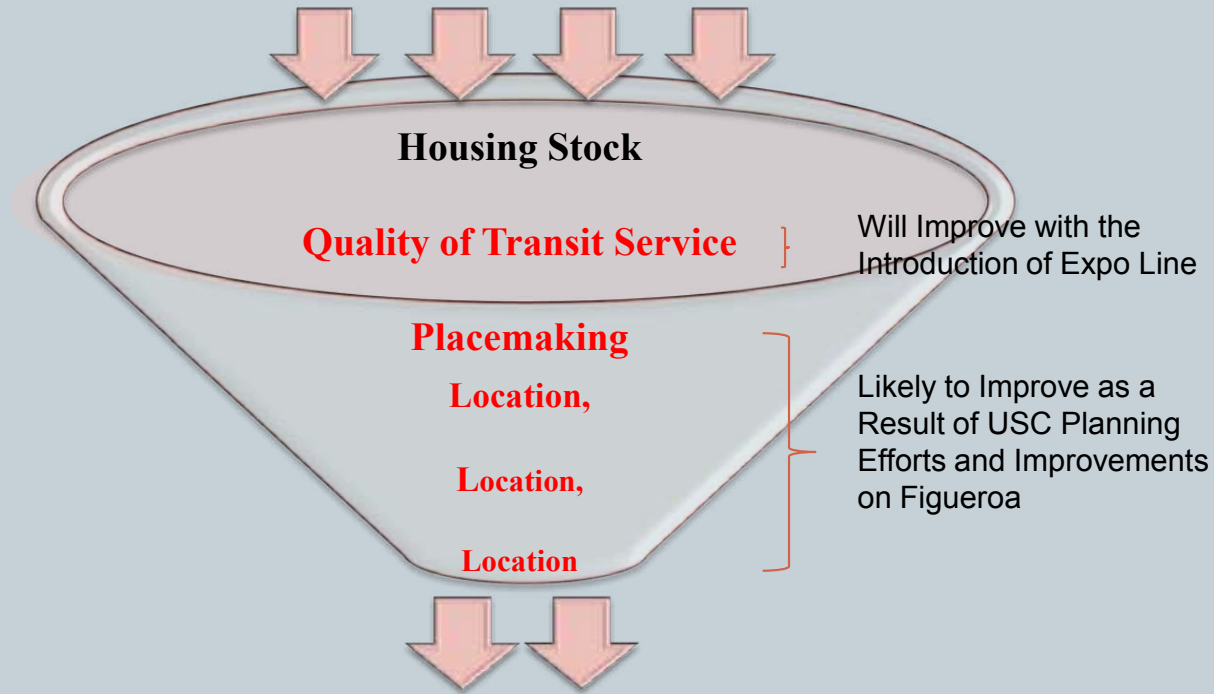 Housing Stock
Quality of Transit Service
Will Improve with the
Introduction of Expo Line
Placemaking
Location,
Location,
Location
Likely to Improve as a
Result of USC Planning
Efforts and Improvements
on Figueroa